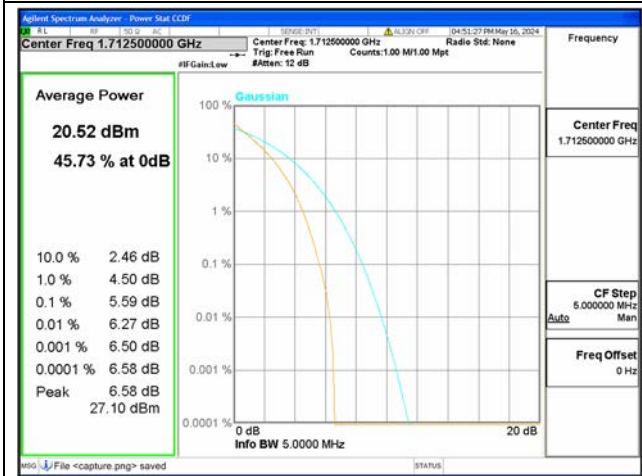 Agilent Spectrum Analyzer - Power Stat CCDF
RL RF 50 Ω AC SENSE:INT ALIGN OFF 04:51:27 PM May 16, 2024
Center Freq 1.712500000 GHz
Center Freq: 1.712500000 GHz Radio Std: None
Trig: Free Run Counts:1.00 M/1.00 Mpt
#IFGain:Low #Atten: 12 dB
Frequency
Average Power
20.52 dBm
45.73 % at 0dB
10.0 % 2.46 dB
1.0 % 4.50 dB
0.1 % 5.59 dB
0.01 % 6.27 dB
0.001 % 6.50 dB
0.0001 % 6.58 dB
Peak 6.58 dB
27.10 dBm
Gaussian
100 %
10 %
1 %
0.1 %
0.01 %
0.001 %
0.0001 %
0 dB 20 dB
Info BW 5.0000 MHz
Center Freq
1.712500000 GHz
CF Step
5.000000 MHz
Auto Man
Freq Offset
0 Hz
MSG File <capture.png> saved STATUS